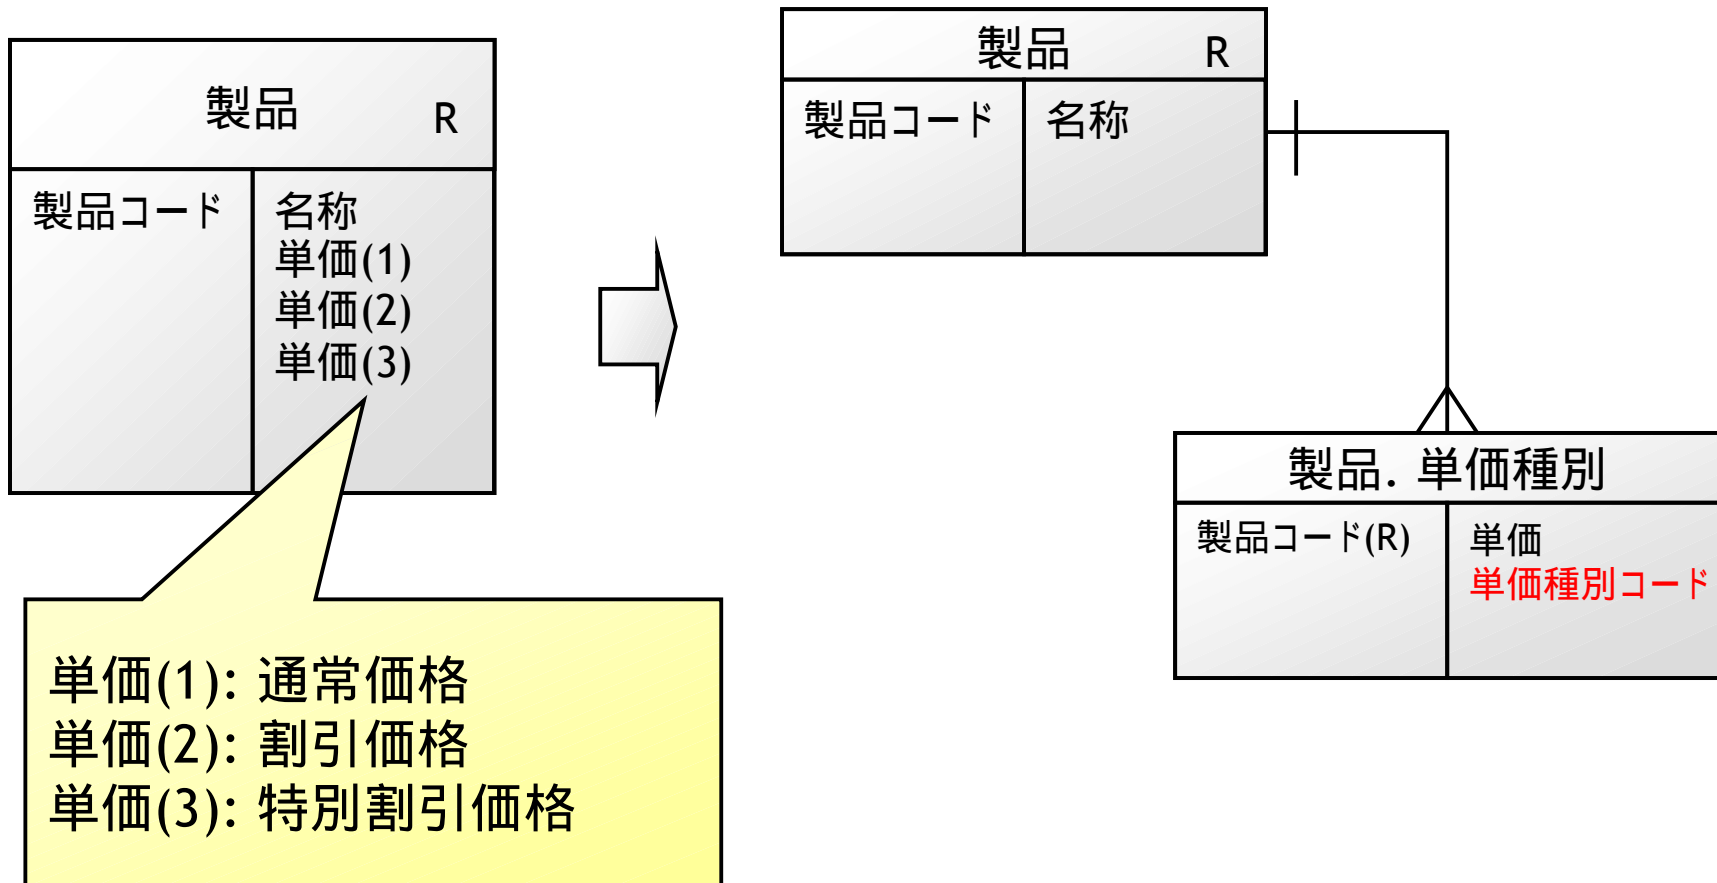 製品 R
製品コード
名称
単価(1)
単価(2)
単価(3)
単価(1): 通常価格
単価(2): 割引価格
単価(3): 特別割引価格
製品 R
製品コード
名称
製品. 単価種別
製品コード(R)
単価
単価種別コード